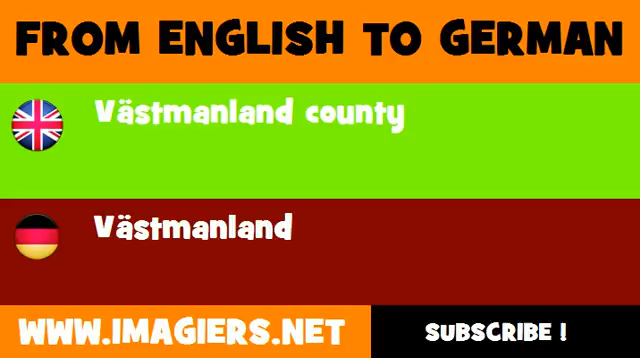 FROM ENGLISH TO GERMAN
Västmanland county
Västmanland
WWW.IMAGIERS.NET
SUBSCRIBE !